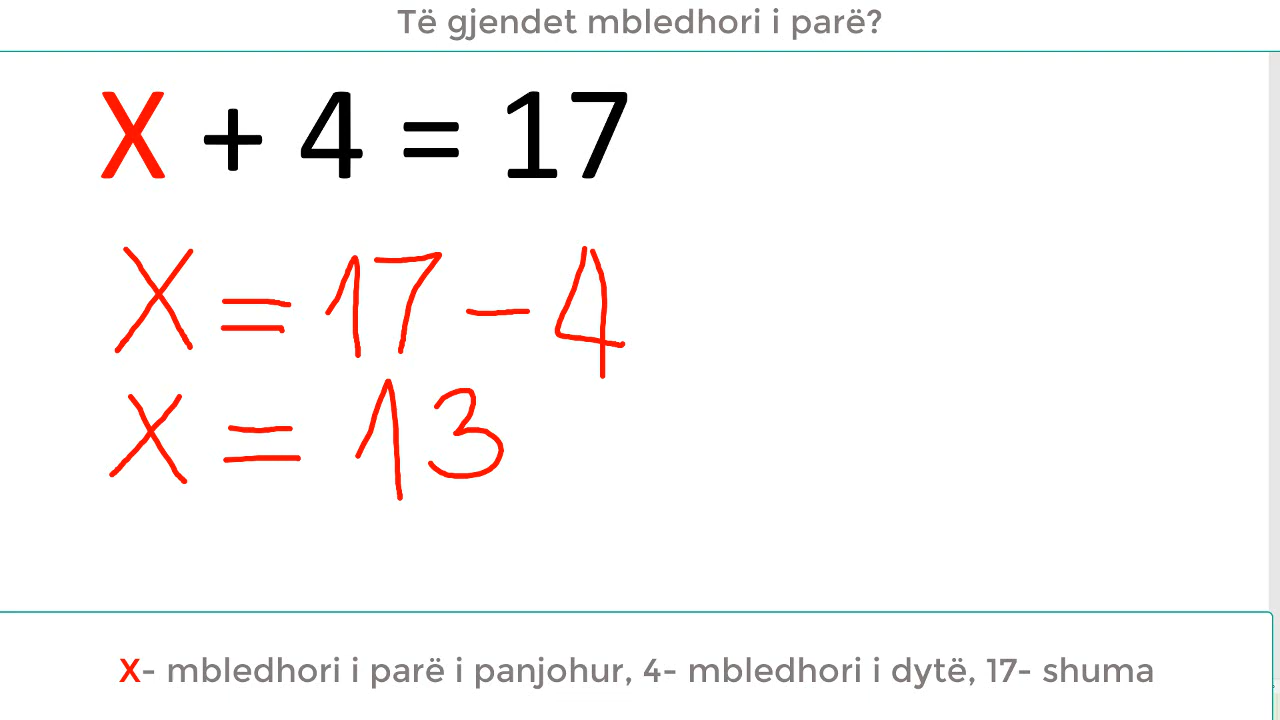 Të gjendet mbledhori i parë?
X + 4 = 17
X = 17 - 4
X = 13
X- mbledhori i parë i panjohur, 4- mbledhori i dytë, 17- shuma